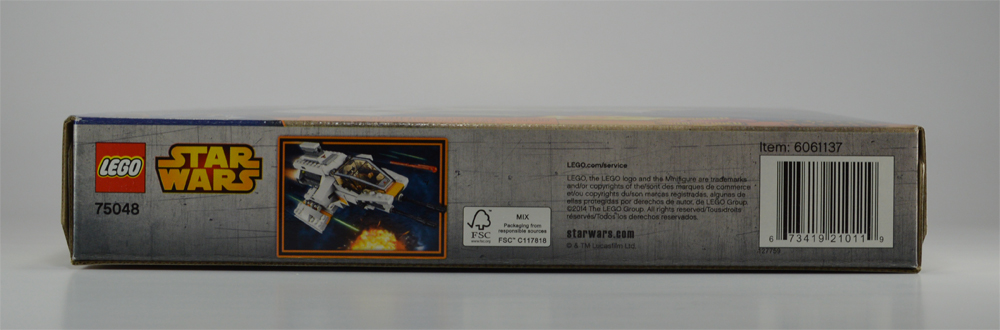 LEGO
STAR
WARS
75048
FSC
www.fsc.org
MIX
Packaging from
responsible sources
FSC™ C117818
LEGO.com/service
LEGO, the LEGO logo and the Minifigure are trademarks
and/or copyrights of the/sont des marques de commerce
et/ou copyrights du/son marcas registradas, algunas de
ellas protegidas por derechos de autor, de LEGO Group.
©2014 The LEGO Group. All rights reserved/Tous droits
réservés/Todos los derechos reservados.
starwars.com
© & TM Lucasfilm Ltd.
Item: 6061137
6 73419 21011 9